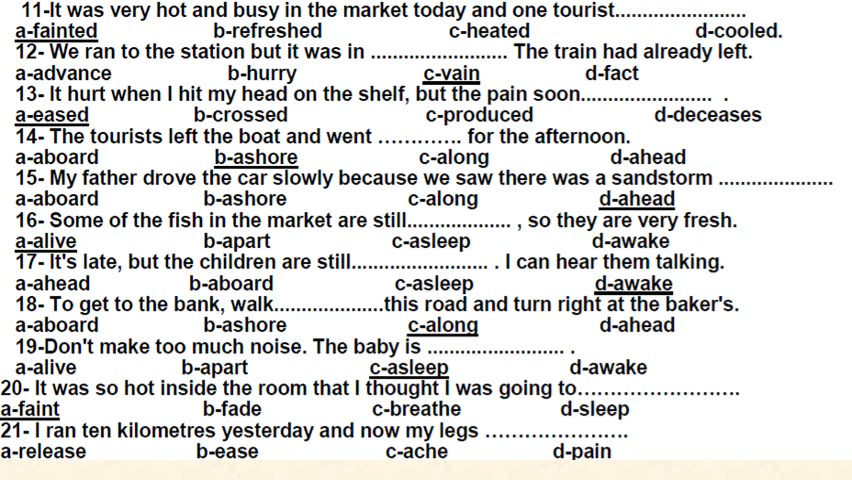 11-It was very hot and busy in the market today and one tourist........................
a-fainted b-refreshed c-heated d-cooled.
12- We ran to the station but it was in ......................... The train had already left.
a-advance b-hurry c-vain d-fact
13- It hurt when I hit my head on the shelf, but the pain soon........................ .
a-eased b-crossed c-produced d-deceases
14- The tourists left the boat and went …………. for the afternoon.
a-aboard b-ashore c-along d-ahead
15- My father drove the car slowly because we saw there was a sandstorm .....................
a-aboard b-ashore c-along d-ahead
16- Some of the fish in the market are still................... , so they are very fresh.
a-alive b-apart c-asleep d-awake
17- It's late, but the children are still......................... . I can hear them talking.
a-ahead b-aboard c-asleep d-awake
18- To get to the bank, walk....................this road and turn right at the baker's.
a-aboard b-ashore c-along d-ahead
19-Don't make too much noise. The baby is ......................... .
a-alive b-apart c-asleep d-awake
20- It was so hot inside the room that I thought I was going to…………………….
a-faint b-fade c-breathe d-sleep
21- I ran ten kilometres yesterday and now my legs ………………….
a-release b-ease c-ache d-pain